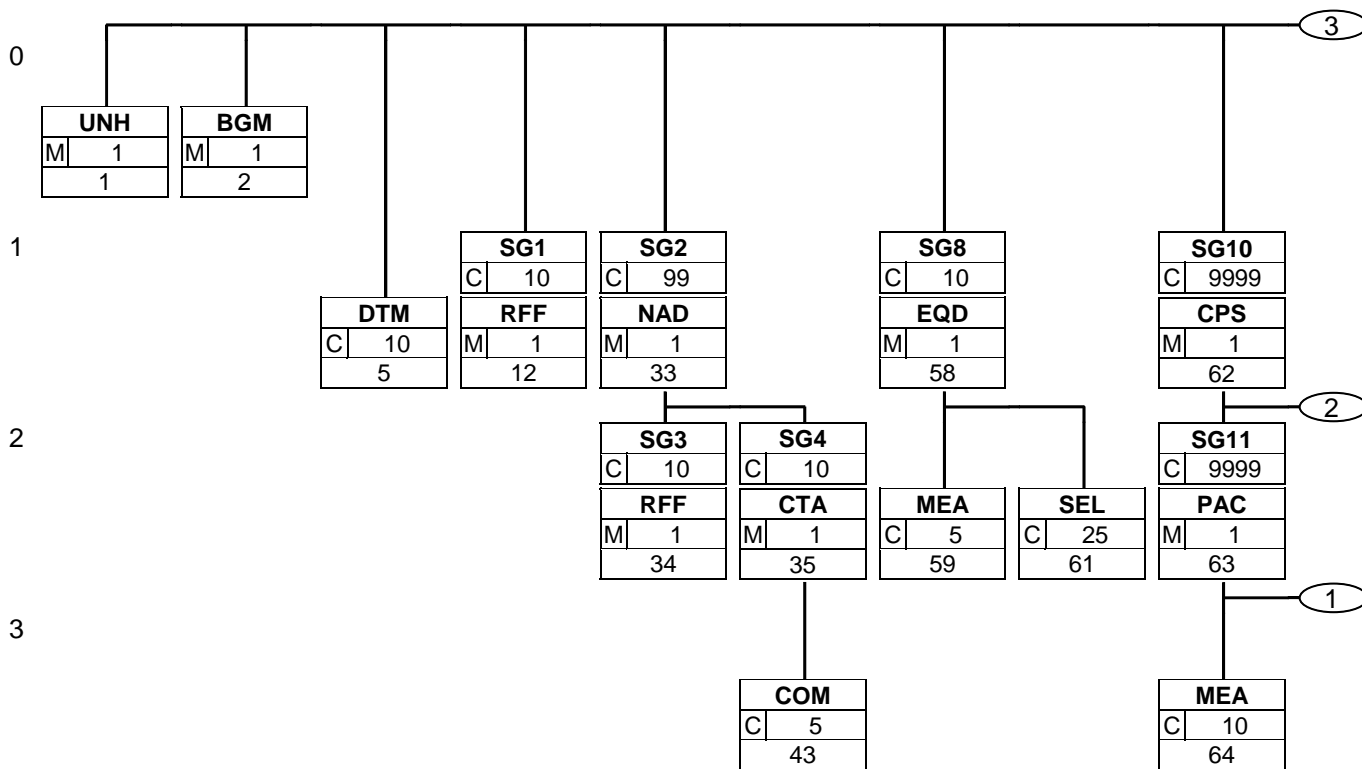 3
0
UNH BGM
M 1 M 1
1 2
1
SG1 SG2 SG8 SG10
C 10 C 99 C 10 C 9999
DTM RFF NAD EQD CPS
C 10 M 1 M 1 M 1 M 1
5 12 33 58 62
2
2
SG3 SG4 SG11
C 10 C 10 C 9999
RFF CTA MEA SEL PAC
M 1 M 1 C 5 C 25 M 1
34 35 59 61 63
1
3
COM MEA
C 5 C 10
43 64